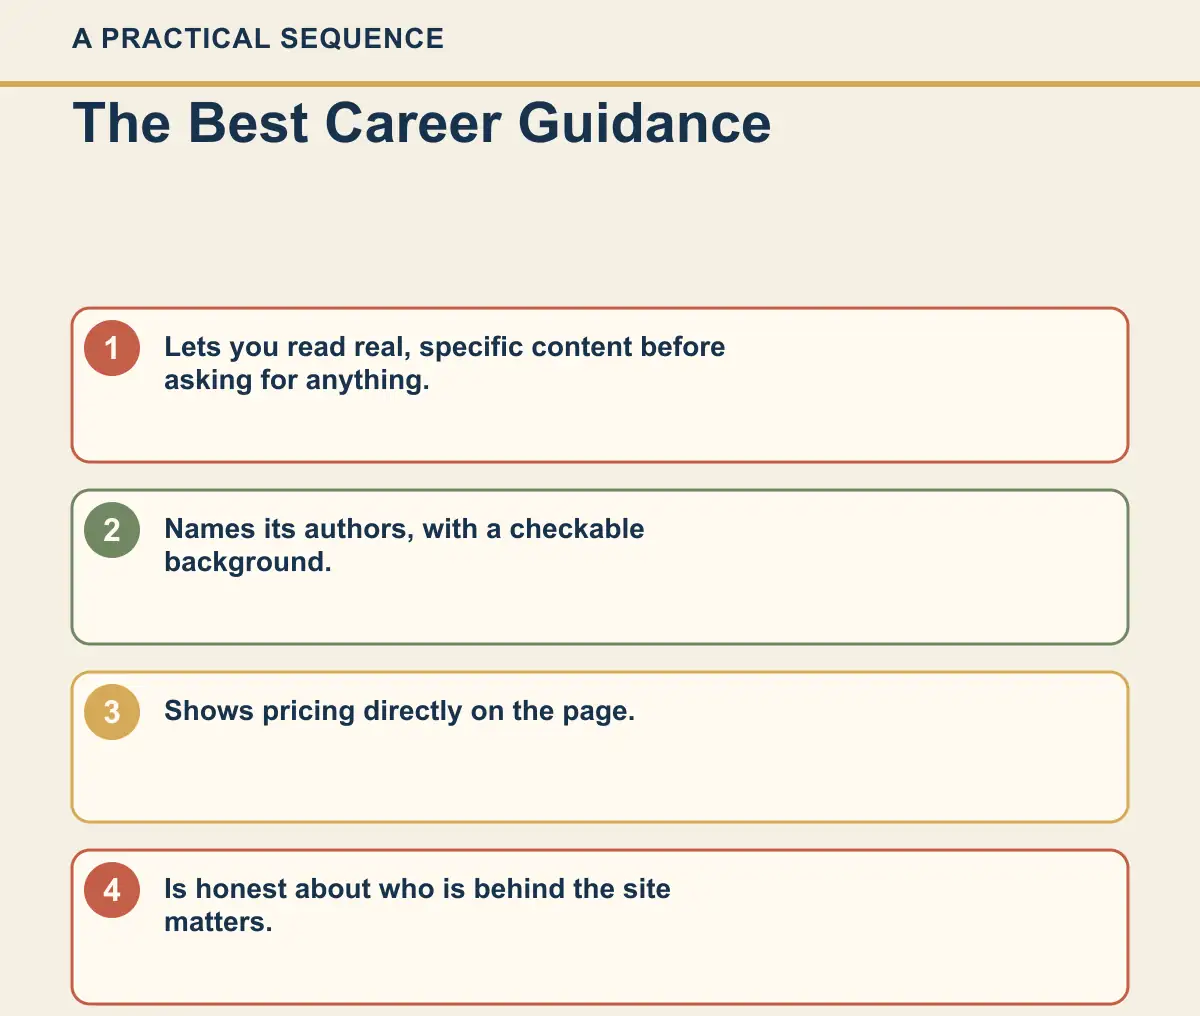 A PRACTICAL SEQUENCE
The Best Career Guidance
1
Lets you read real, specific content before
asking for anything.
2
Names its authors, with a checkable
background.
3
Shows pricing directly on the page.
4
Is honest about who is behind the site
matters.